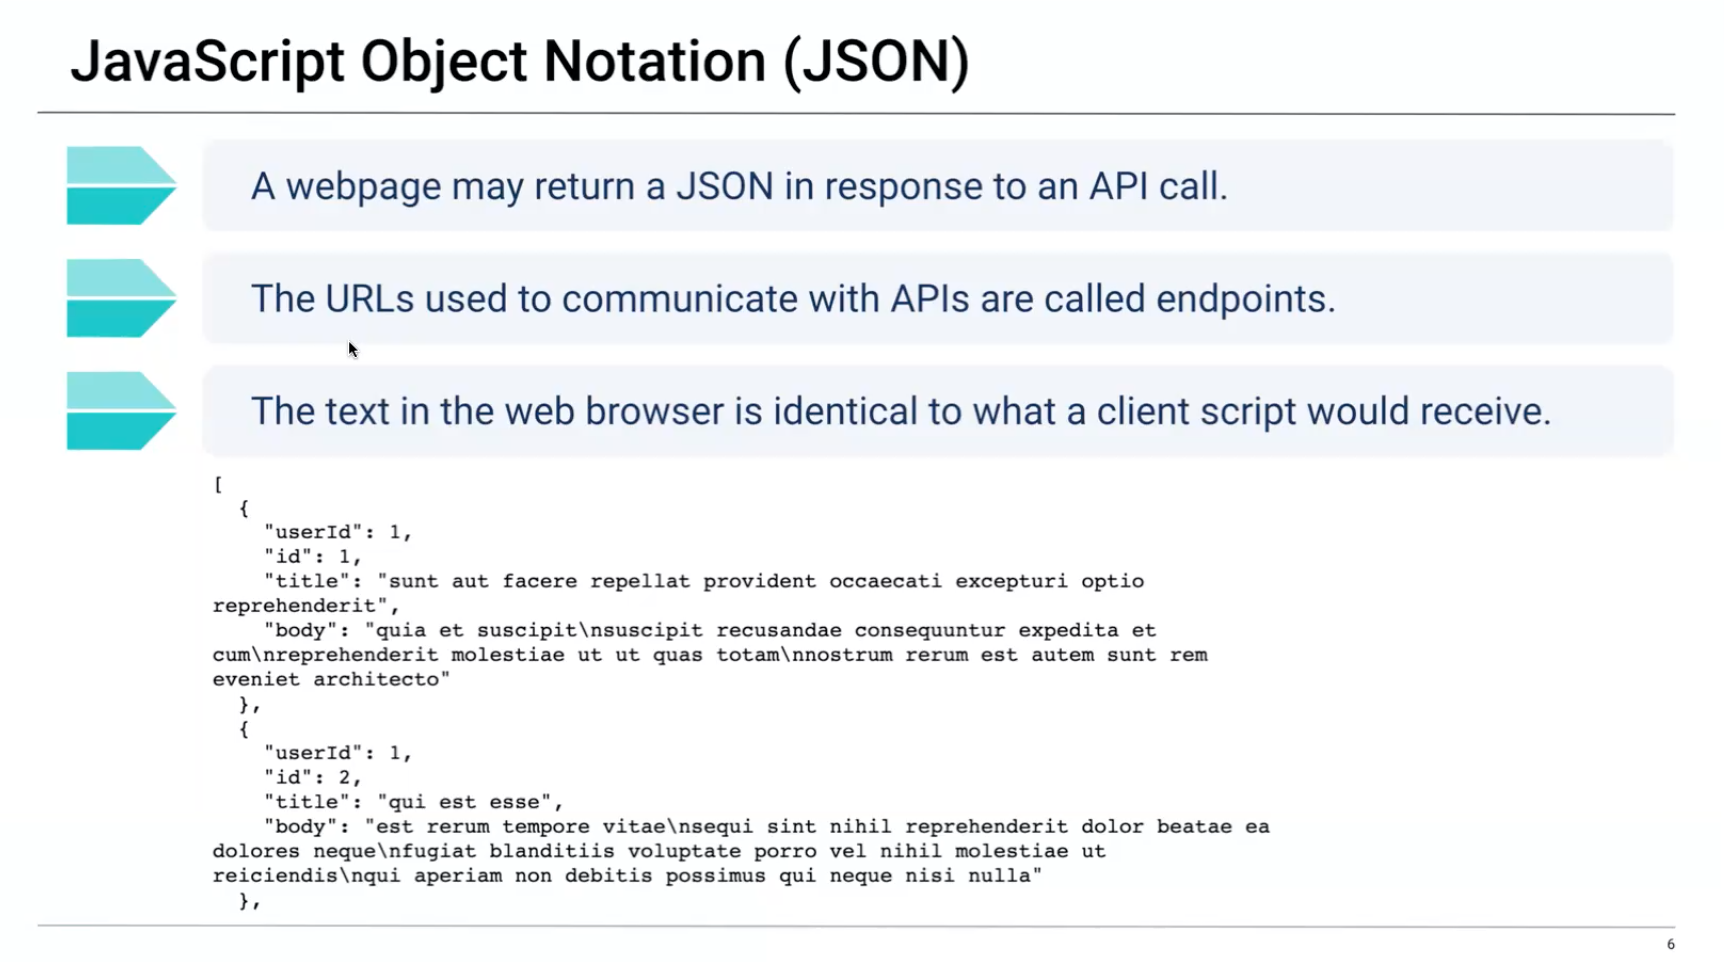 JavaScript Object Notation (JSON)
A webpage may return a JSON in response to an API call.
The URLs used to communicate with APIs are called endpoints.
The text in the web browser is identical to what a client script would receive.
[
  {
    "userId": 1,
    "id": 1,
    "title": "sunt aut facere repellat provident occaecati excepturi optio
reprehenderit",
    "body": "quia et suscipit\nsuscipit recusandae consequuntur expedita et
cum\nreprehenderit molestiae ut ut quas totam\nnostrum rerum est autem sunt rem
eveniet architecto"
  },
  {
    "userId": 1,
    "id": 2,
    "title": "qui est esse",
    "body": "est rerum tempore vitae\nsequi sint nihil reprehenderit dolor beatae ea
dolores neque\nfugiat blanditiis voluptate porro vel nihil molestiae ut
reiciendis\nqui aperiam non debitis possimus qui neque nisi nulla"
  },
6